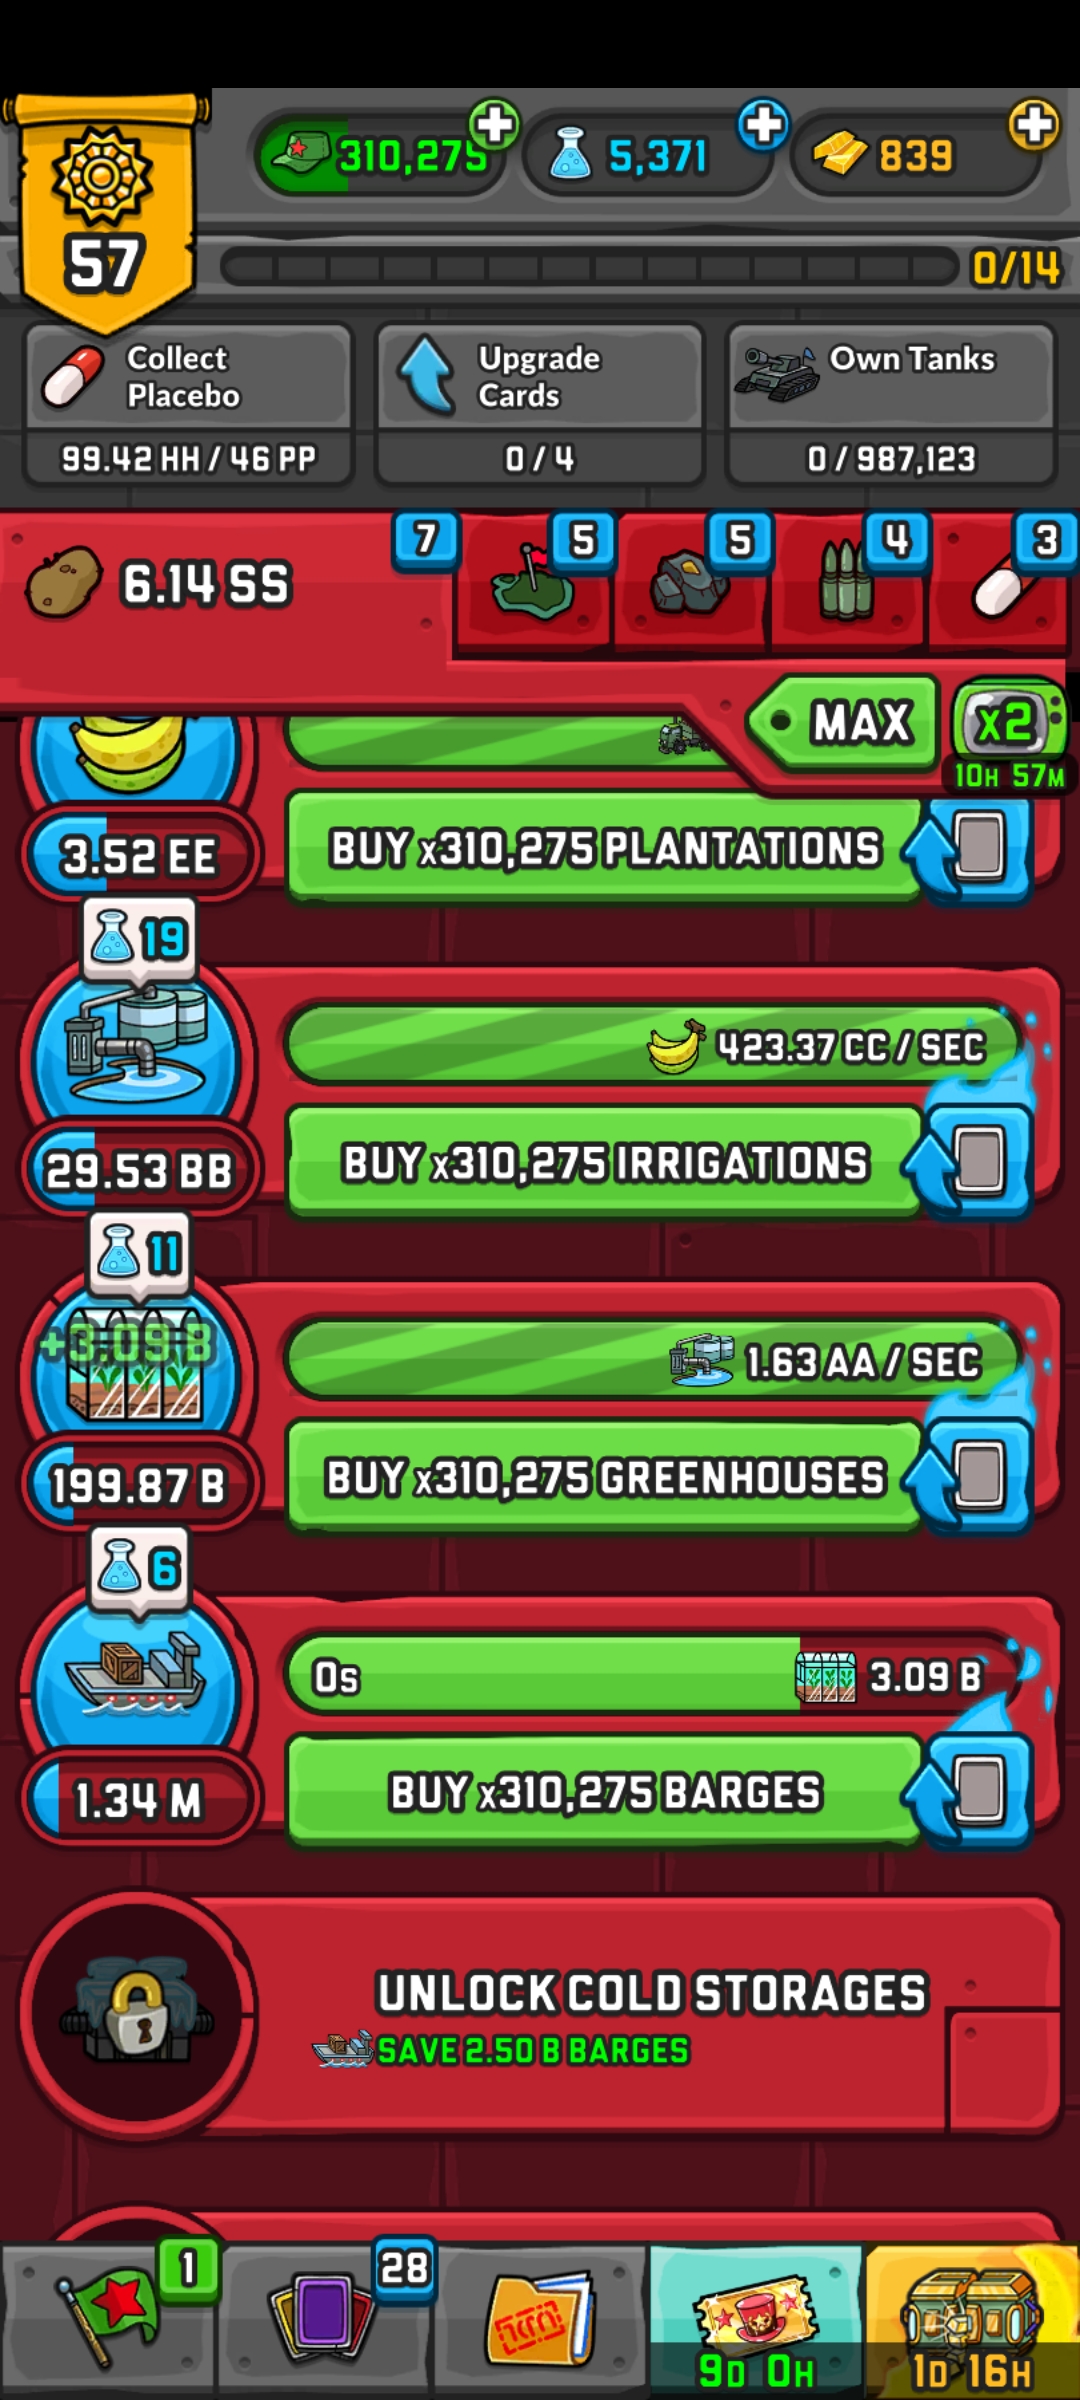 310,275
5,371
839
57
0/14
Collect
Placebo
99.42 HH / 46 PP
Upgrade
Cards
0 / 4
Own Tanks
0 / 987,123
6.14 SS
7
5
5
4
3
MAX
x2
10H 57M
3.52 EE
BUY x310,275 PLANTATIONS
19
423.37 CC / SEC
29.53 BB
BUY x310,275 IRRIGATIONS
11
+3.09 B
1.63 AA / SEC
199.87 B
BUY x310,275 GREENHOUSES
6
0s
3.09 B
1.34 M
BUY x310,275 BARGES
UNLOCK COLD STORAGES
SAVE 2.50 B BARGES
1
28
9D 0H
1D 16H